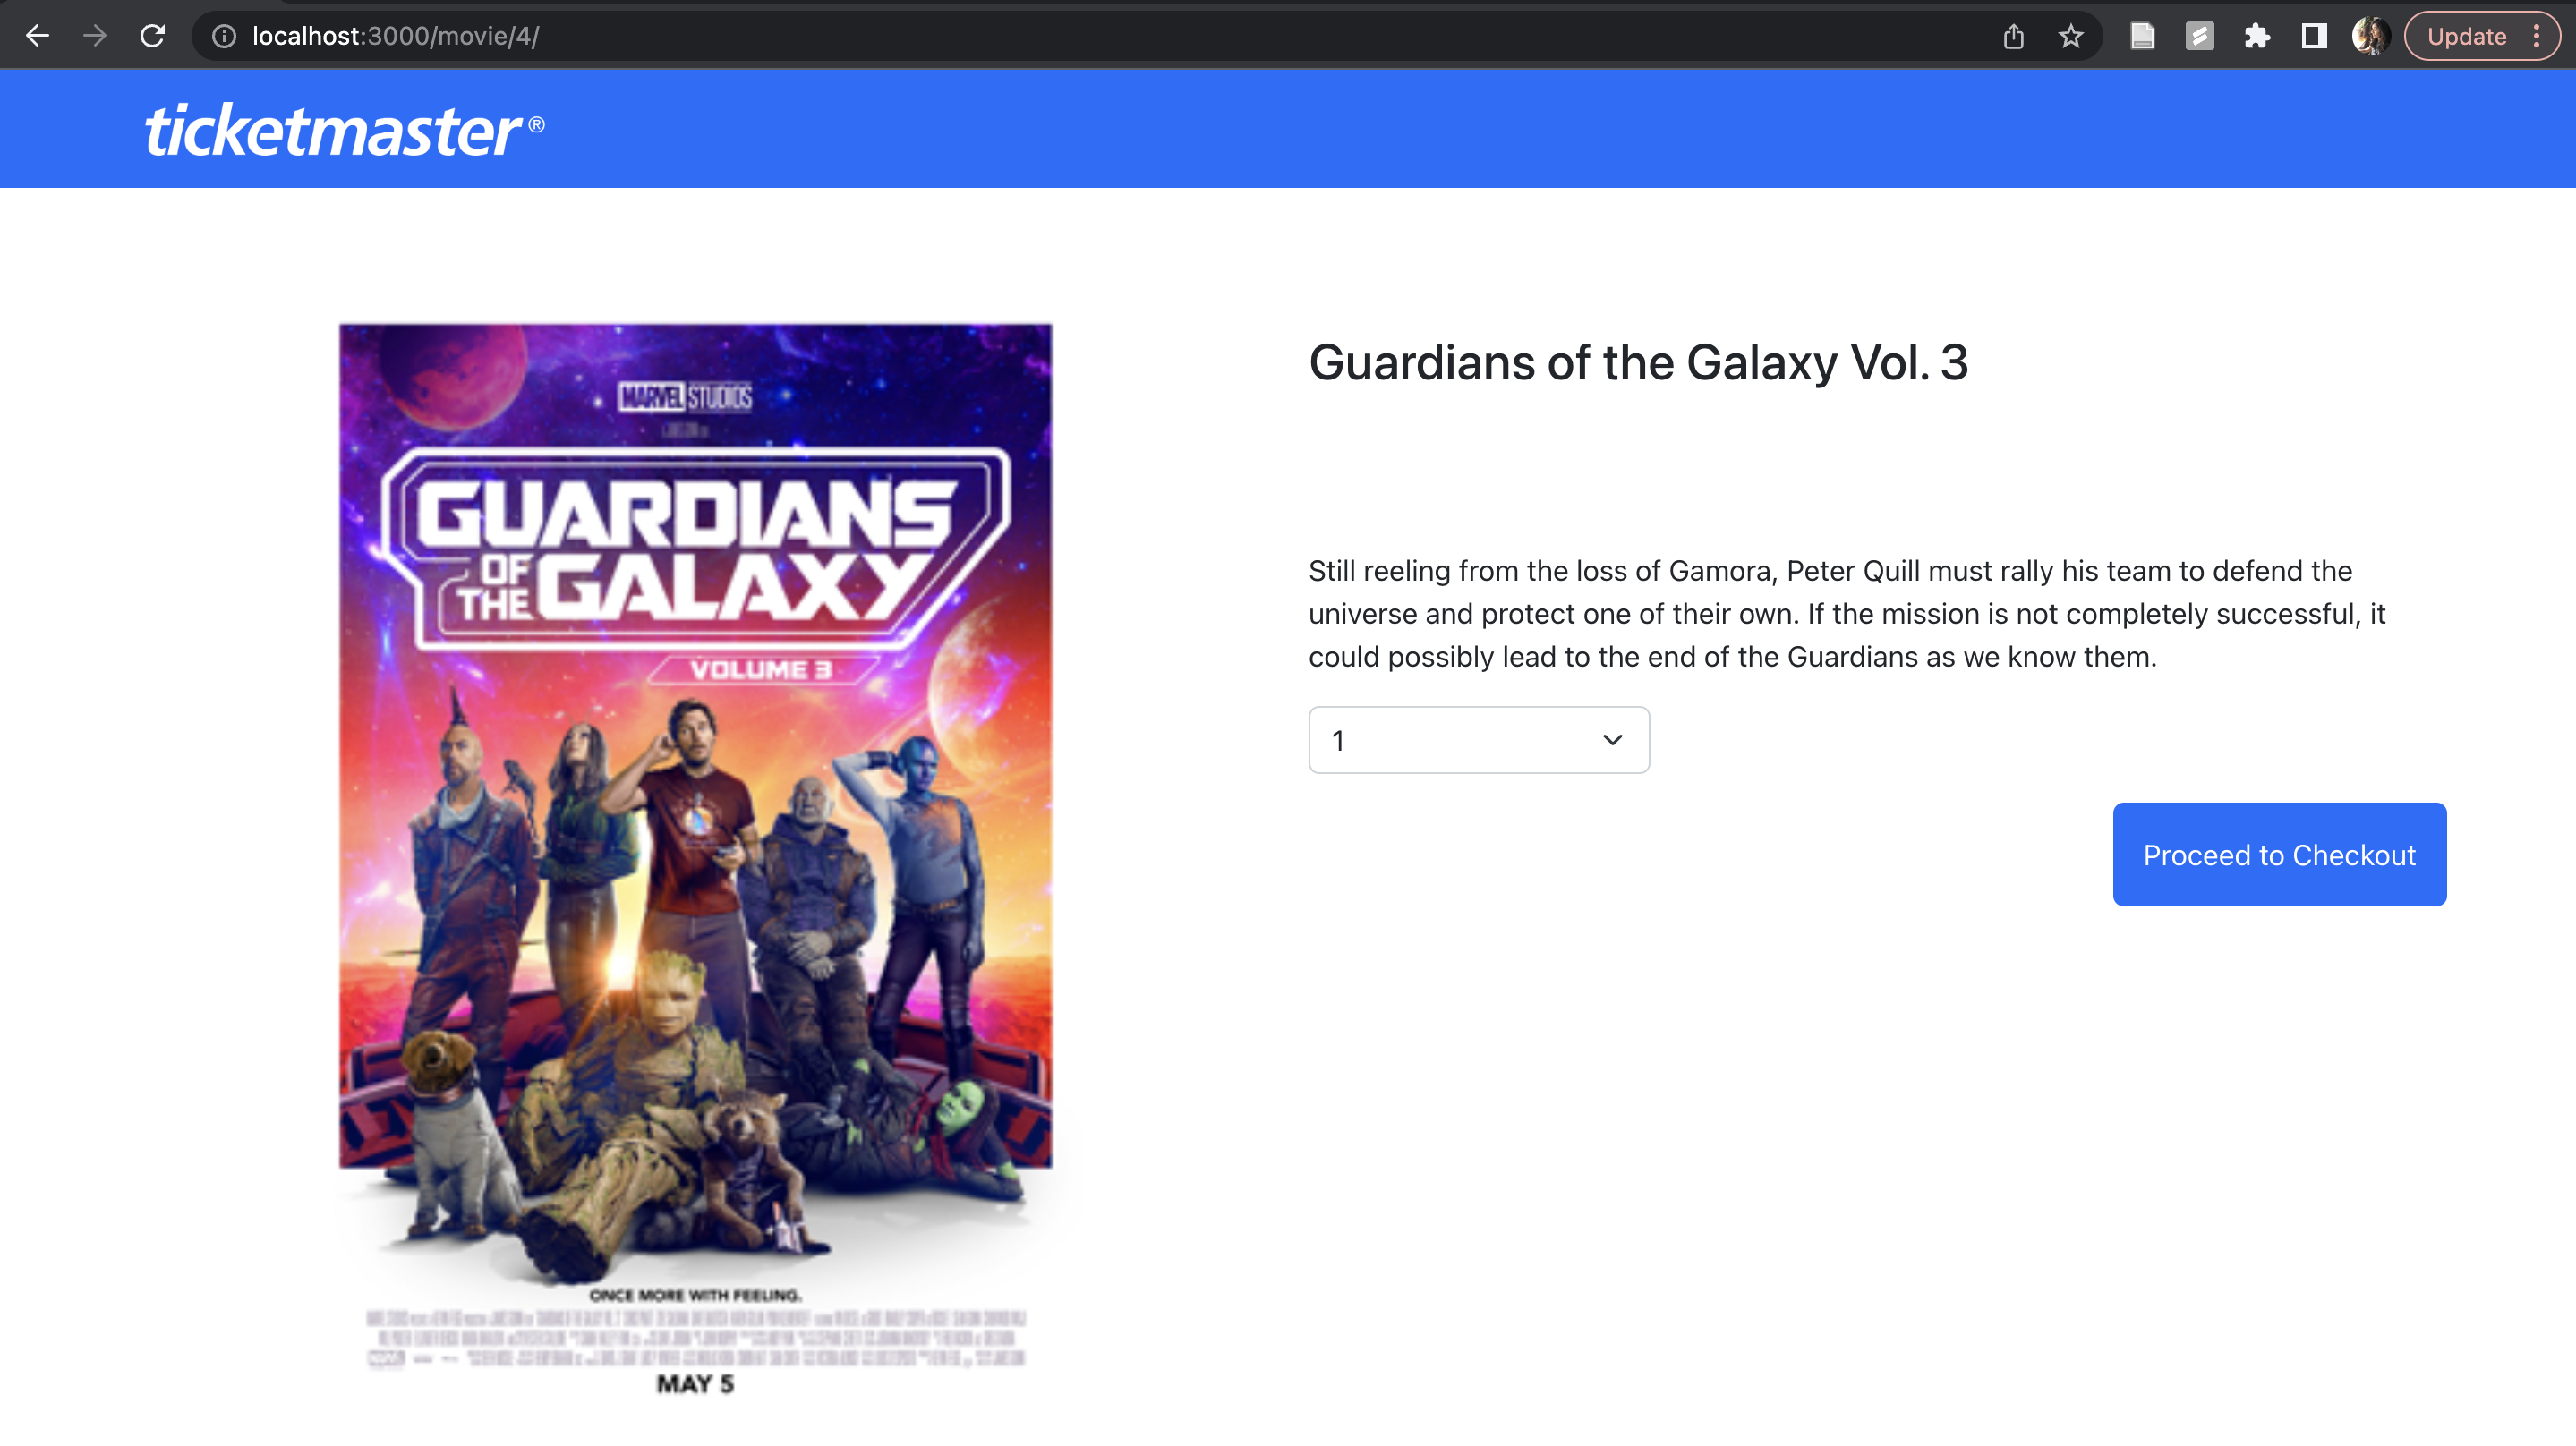 localhost:3000/movie/4/
Update
ticketmaster®
MARVEL STUDIOS
GUARDIANS
OF
THE GALAXY
VOLUME 3
ONCE MORE WITH FEELING.
MAY 5
Guardians of the Galaxy Vol. 3
Still reeling from the loss of Gamora, Peter Quill must rally his team to defend the
universe and protect one of their own. If the mission is not completely successful, it
could possibly lead to the end of the Guardians as we know them.
1
Proceed to Checkout